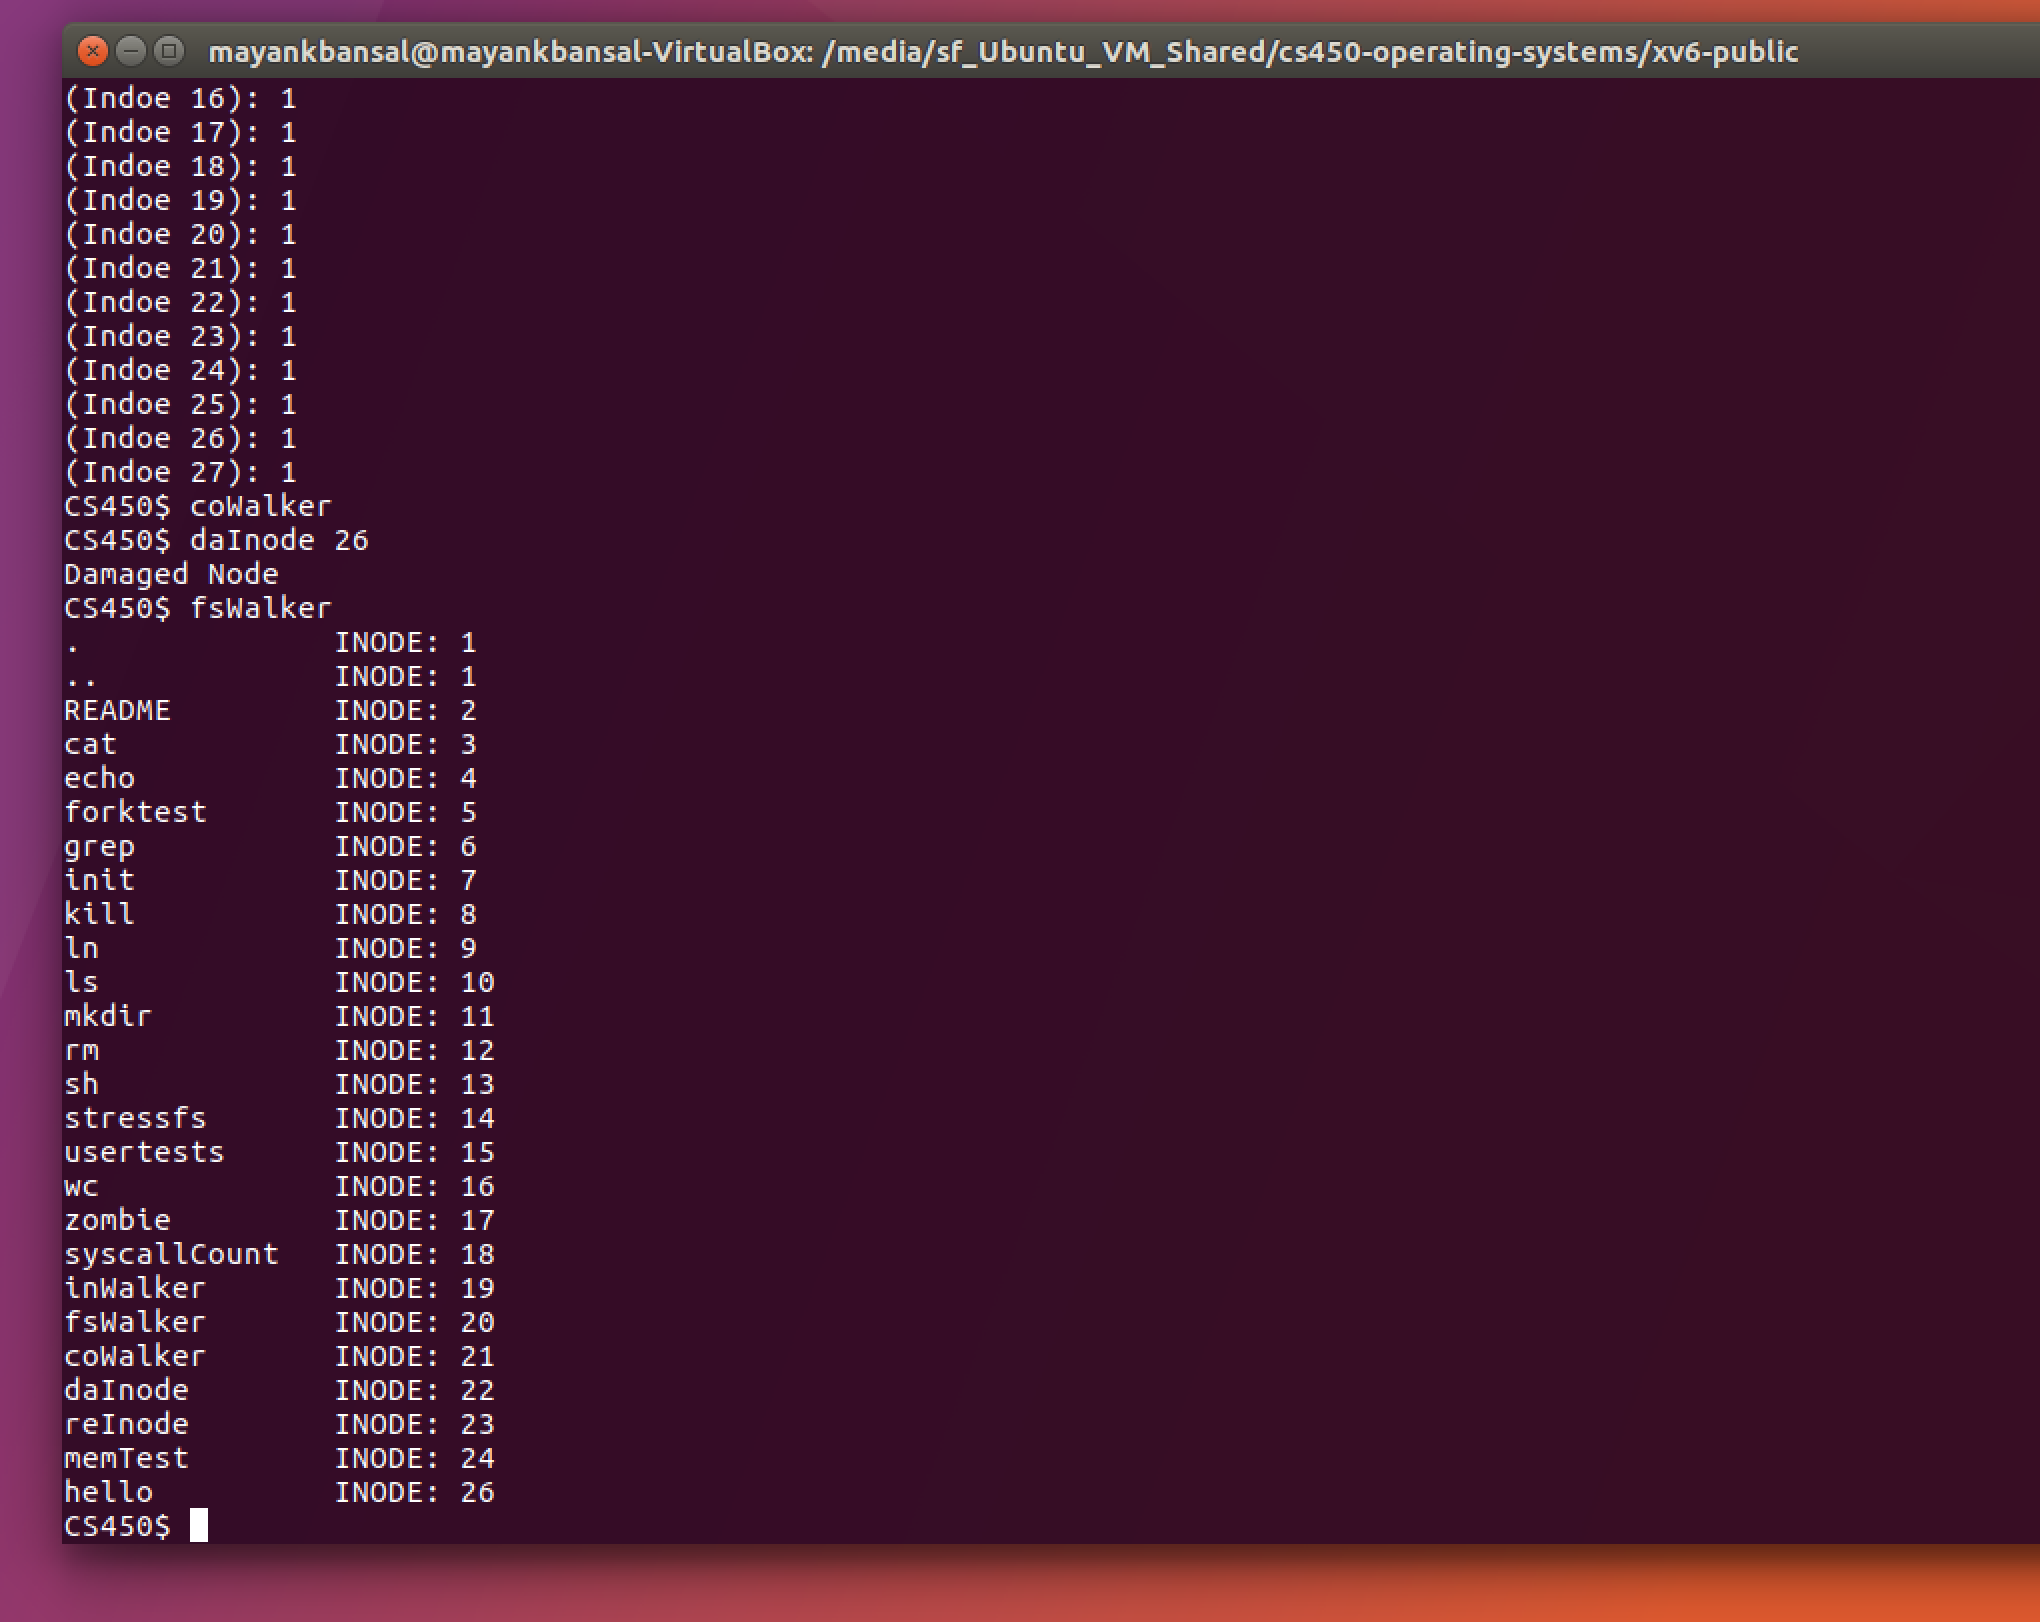 mayankbansal@mayankbansal-VirtualBox: /media/sf_Ubuntu_VM_Shared/cs450-operating-systems/xv6-public
(Indoe 16): 1
(Indoe 17): 1
(Indoe 18): 1
(Indoe 19): 1
(Indoe 20): 1
(Indoe 21): 1
(Indoe 22): 1
(Indoe 23): 1
(Indoe 24): 1
(Indoe 25): 1
(Indoe 26): 1
(Indoe 27): 1
CS450$ coWalker
CS450$ daInode 26
Damaged Node
CS450$ fsWalker
.              INODE: 1
..             INODE: 1
README         INODE: 2
cat            INODE: 3
echo           INODE: 4
forktest       INODE: 5
grep           INODE: 6
init           INODE: 7
kill           INODE: 8
ln             INODE: 9
ls             INODE: 10
mkdir          INODE: 11
rm             INODE: 12
sh             INODE: 13
stressfs       INODE: 14
usertests      INODE: 15
wc             INODE: 16
zombie         INODE: 17
syscallCount   INODE: 18
inWalker       INODE: 19
fsWalker       INODE: 20
coWalker       INODE: 21
daInode        INODE: 22
reInode        INODE: 23
memTest        INODE: 24
hello          INODE: 26
CS450$